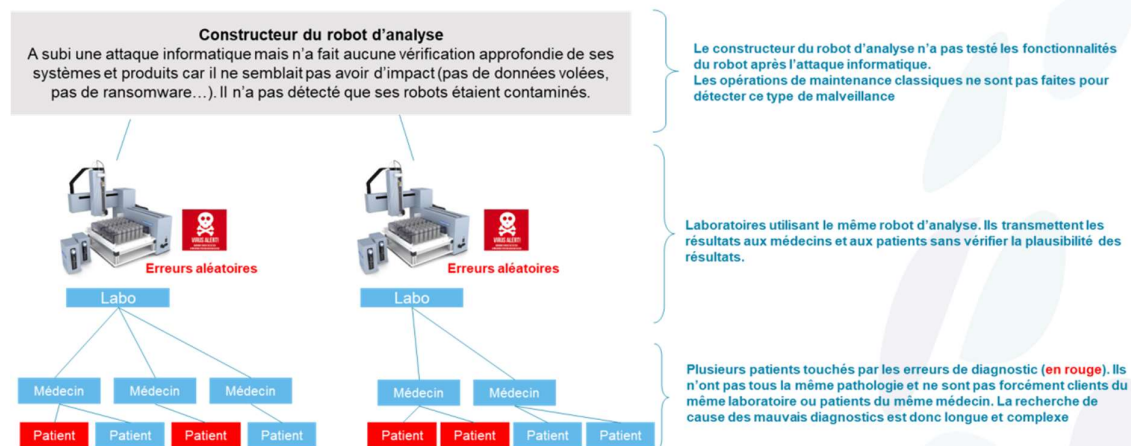 Constructeur du robot d'analyse
A subi une attaque informatique mais n'a fait aucune vérification approfondie de ses
systèmes et produits car il ne semblait pas avoir d'impact (pas de données volées,
pas de ransomware…). Il n'a pas détecté que ses robots étaient contaminés.
Le constructeur du robot d'analyse n'a pas testé les fonctionnalités
du robot après l'attaque informatique.
Les opérations de maintenance classiques ne sont pas faites pour
détecter ce type de malveillance
VIRUS ALERT!
VIRUS ALERT!
Erreurs aléatoires
Erreurs aléatoires
Laboratoires utilisant le même robot d'analyse. Ils transmettent les
résultats aux médecins et aux patients sans vérifier la plausibilité des
résultats.
Labo
Labo
Médecin
Médecin
Médecin
Médecin
Médecin
Patient
Patient
Patient
Patient
Patient
Patient
Patient
Patient
Plusieurs patients touchés par les erreurs de diagnostic (en rouge). Ils
n'ont pas tous la même pathologie et ne sont pas forcément clients du
même laboratoire ou patients du même médecin. La recherche de
cause des mauvais diagnostics est donc longue et complexe